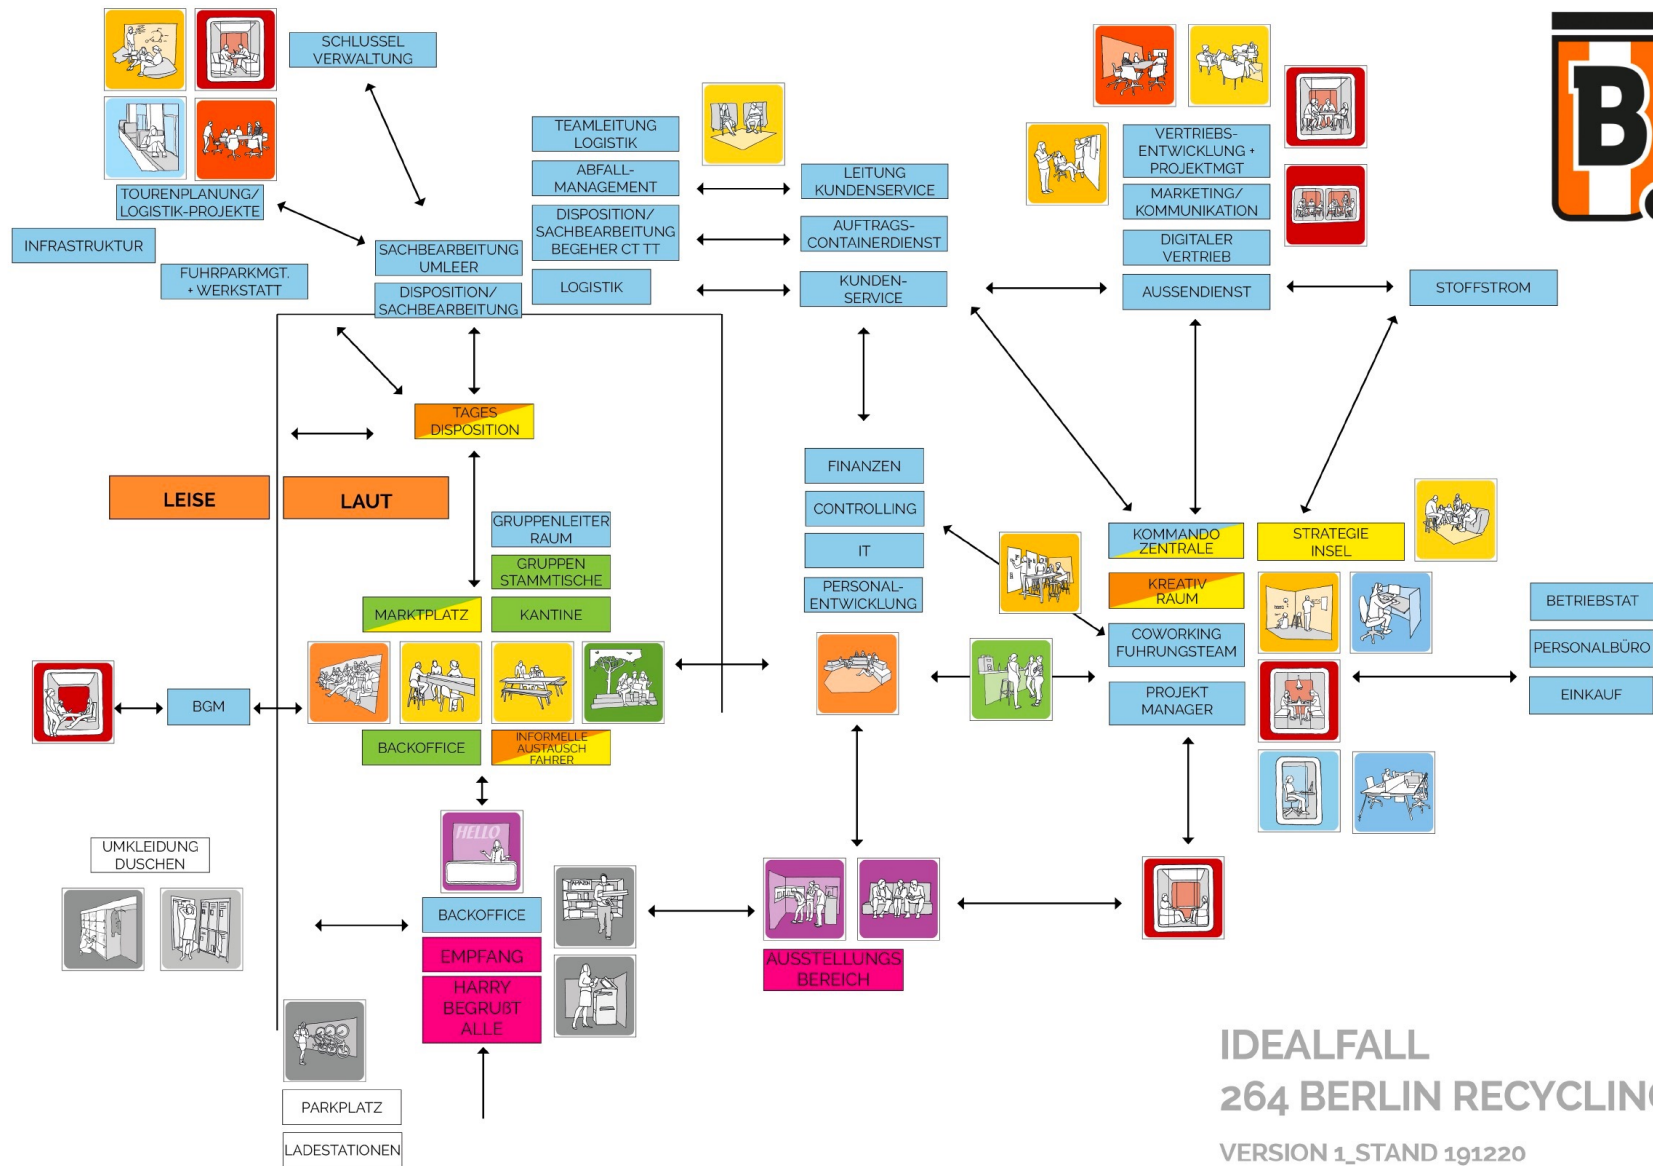 SCHLUSSEL
VERWALTUNG
B
TEAMLEITUNG
LOGISTIK
ABFALL-
MANAGEMENT
DISPOSITION/
SACHBEARBEITUNG
BEGEHER CT TT
LOGISTIK
LEITUNG
KUNDENSERVICE
AUFTRAGS-
CONTAINERDIENST
KUNDEN-
SERVICE
VERTRIEBS-
ENTWICKLUNG +
PROJEKTMGT
MARKETING/
KOMMUNIKATION
DIGITALER
VERTRIEB
AUSSENDIENST
STOFFSTROM
TOURENPLANUNG/
LOGISTIK-PROJEKTE
INFRASTRUKTUR
FUHRPARKMGT.
+ WERKSTATT
SACHBEARBEITUNG
UMLEER
DISPOSITION/
SACHBEARBEITUNG
TAGES
DISPOSITION
LEISE
LAUT
GRUPPENLEITER
RAUM
GRUPPEN
STAMMTISCHE
MARKTPLATZ
KANTINE
FINANZEN
CONTROLLING
IT
PERSONAL-
ENTWICKLUNG
KOMMANDO
ZENTRALE
STRATEGIE
INSEL
KREATIV
RAUM
COWORKING
FUHRUNGSTEAM
PROJEKT
MANAGER
BETRIEBSTAT
PERSONALBÜRO
EINKAUF
BGM
BACKOFFICE
INFORMELLE
AUSTAUSCH
FAHRER
HELLO
UMKLEIDUNG
DUSCHEN
BACKOFFICE
EMPFANG
HARRY
BEGRUßT
ALLE
AUSSTELLUNGS
BEREICH
PARKPLATZ
LADESTATIONEN
IDEALFALL
264 BERLIN RECYCLING
VERSION 1_STAND 191220